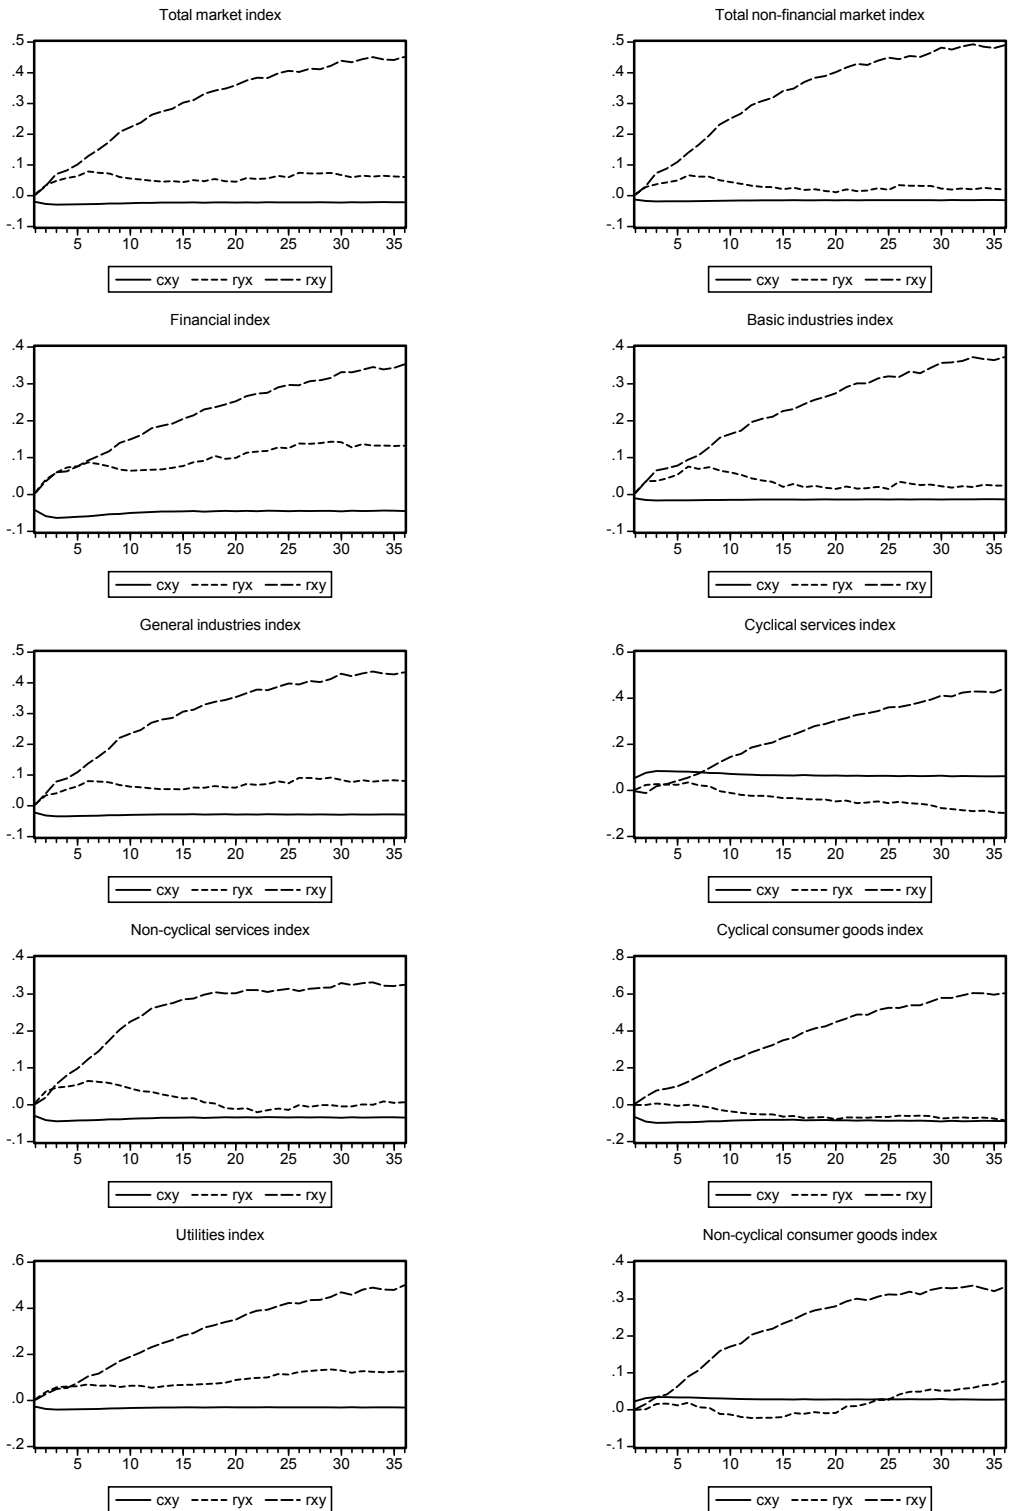 Total market index
.5
.4
.3
.2
.1
.0
-.1
5 10 15 20 25 30 35
cxy ryx rxy
Total non-financial market index
.5
.4
.3
.2
.1
.0
-.1
5 10 15 20 25 30 35
cxy ryx rxy
Financial index
.4
.3
.2
.1
.0
-.1
5 10 15 20 25 30 35
cxy ryx rxy
Basic industries index
.4
.3
.2
.1
.0
-.1
5 10 15 20 25 30 35
cxy ryx rxy
General industries index
.5
.4
.3
.2
.1
.0
-.1
5 10 15 20 25 30 35
cxy ryx rxy
Cyclical services index
.6
.4
.2
.0
-.2
5 10 15 20 25 30 35
cxy ryx rxy
Non-cyclical services index
.4
.3
.2
.1
.0
-.1
5 10 15 20 25 30 35
cxy ryx rxy
Cyclical consumer goods index
.8
.6
.4
.2
.0
-.2
5 10 15 20 25 30 35
cxy ryx rxy
Utilities index
.6
.4
.2
.0
-.2
5 10 15 20 25 30 35
cxy ryx rxy
Non-cyclical consumer goods index
.4
.3
.2
.1
.0
-.1
5 10 15 20 25 30 35
cxy ryx rxy